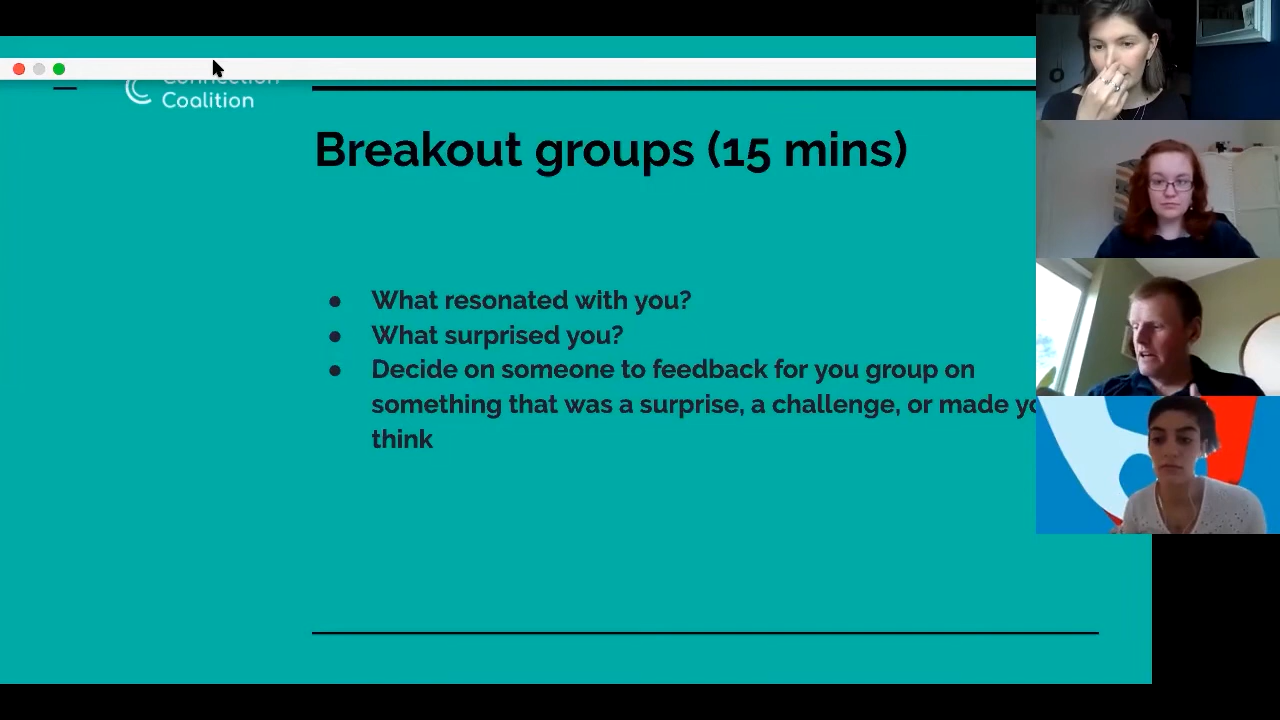 Connection
Coalition
Breakout groups (15 mins)
● What resonated with you?
● What surprised you?
● Decide on someone to feedback for you group on
something that was a surprise, a challenge, or made
think